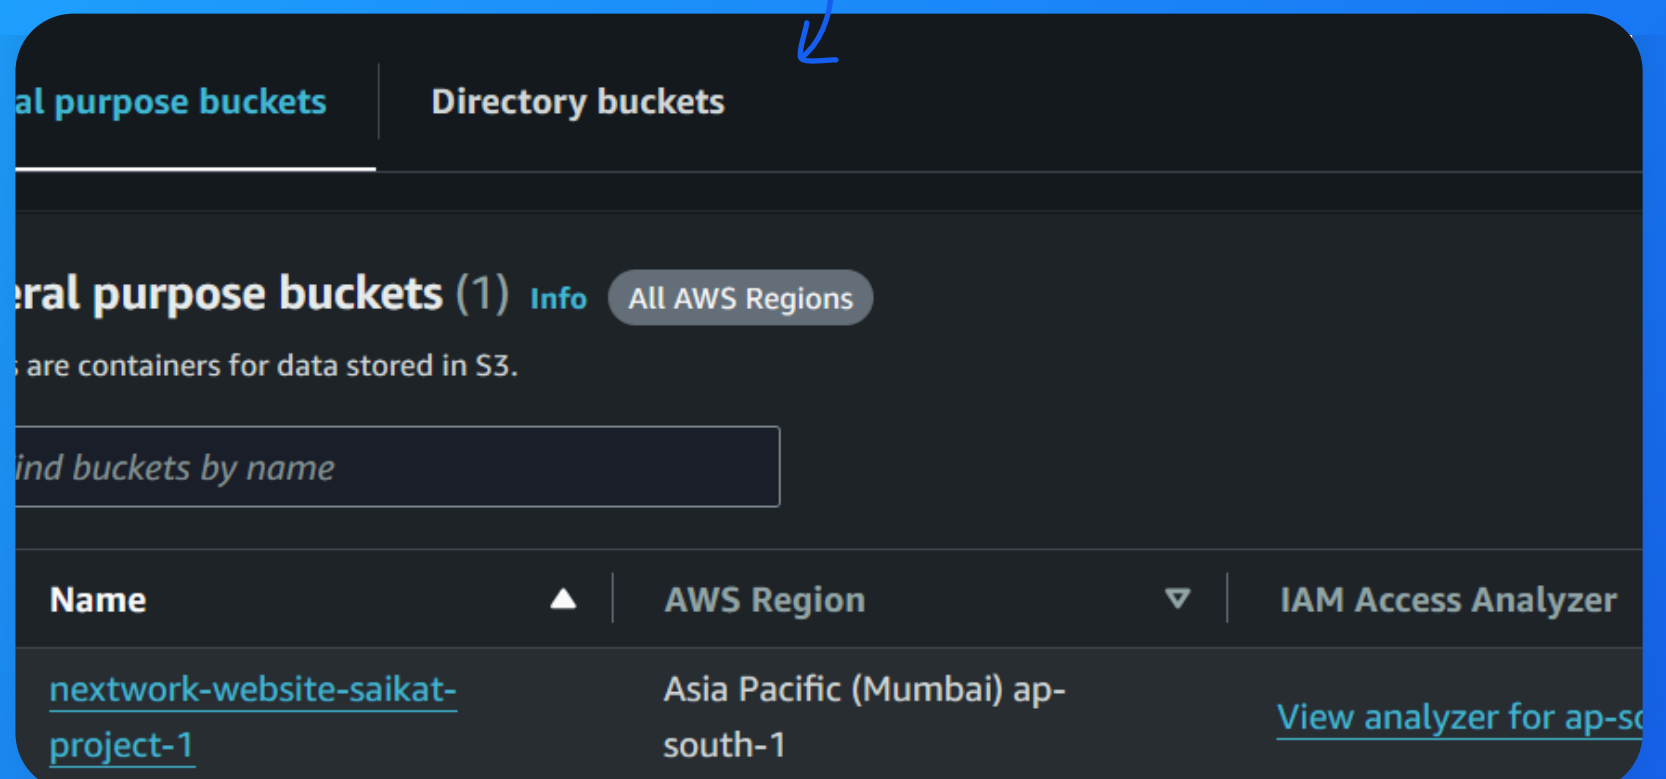 al purpose buckets
Directory buckets
eral purpose buckets (1) Info All AWS Regions
s are containers for data stored in S3.
ind buckets by name
Name AWS Region IAM Access Analyzer
nextwork-website-saikat-
project-1
Asia Pacific (Mumbai) ap-
south-1
View analyzer for ap-so